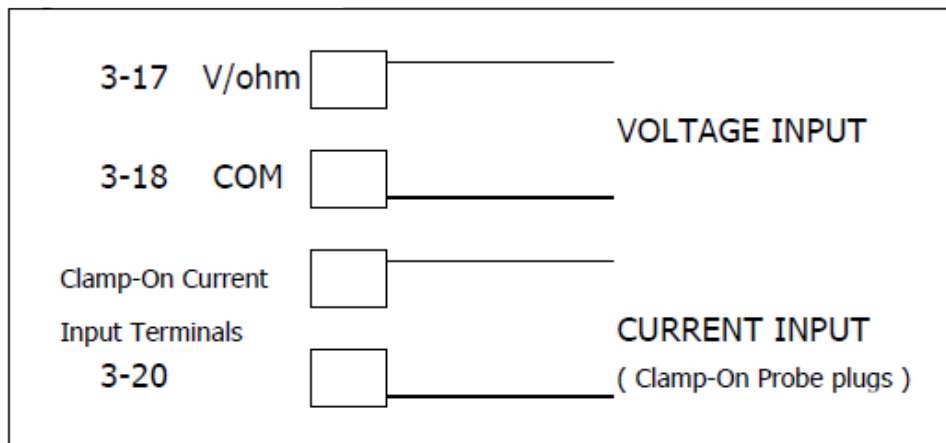 3-17 V/ohm
VOLTAGE INPUT
3-18 COM
Clamp-On Current
Input Terminals
CURRENT INPUT
3-20
( Clamp-On Probe plugs )